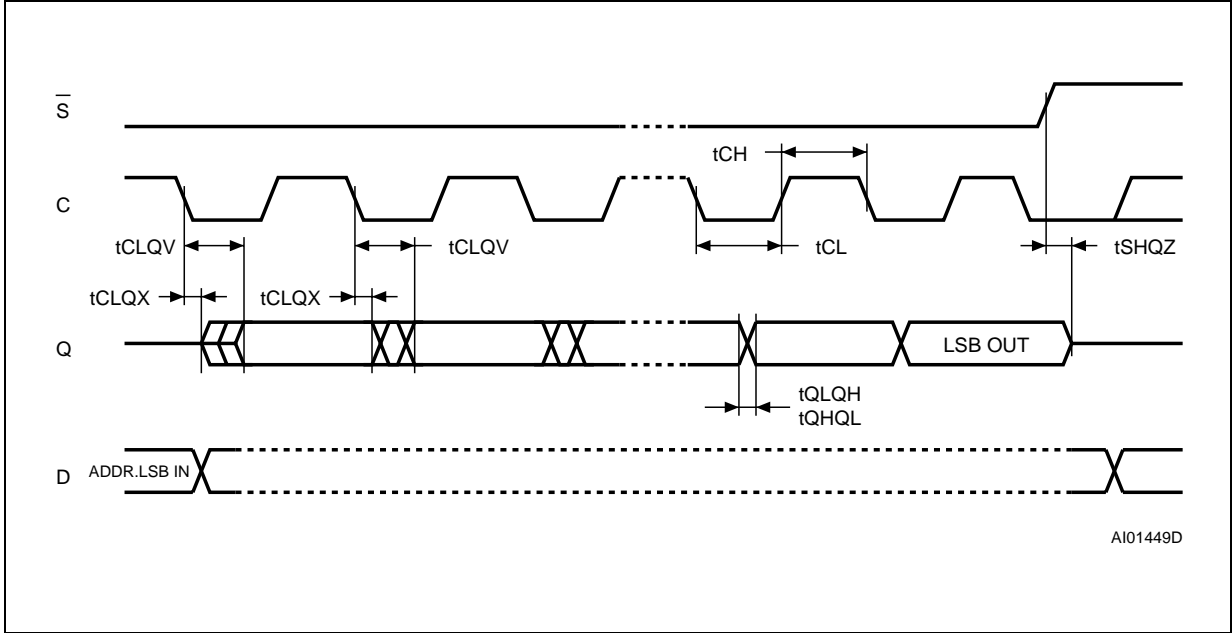 S̅
tCH
C
tCLQV
tCLQV
tCL
tSHQZ
tCLQX
tCLQX
Q
LSB OUT
tQLQH
tQHQL
D
ADDR.LSB IN
AI01449D